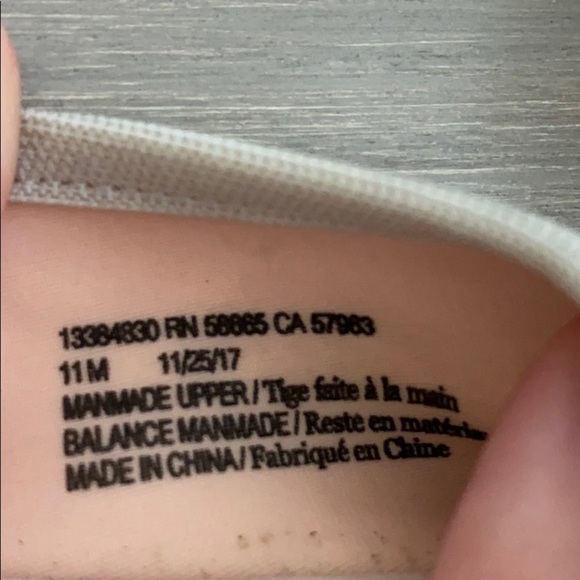 13384830 RN 58665 CA 57963
11 M 11/25/17
MANMADE UPPER / Tige faite à la main
BALANCE MANMADE / Reste en
MADE IN CHINA / Fabriqué en Chine